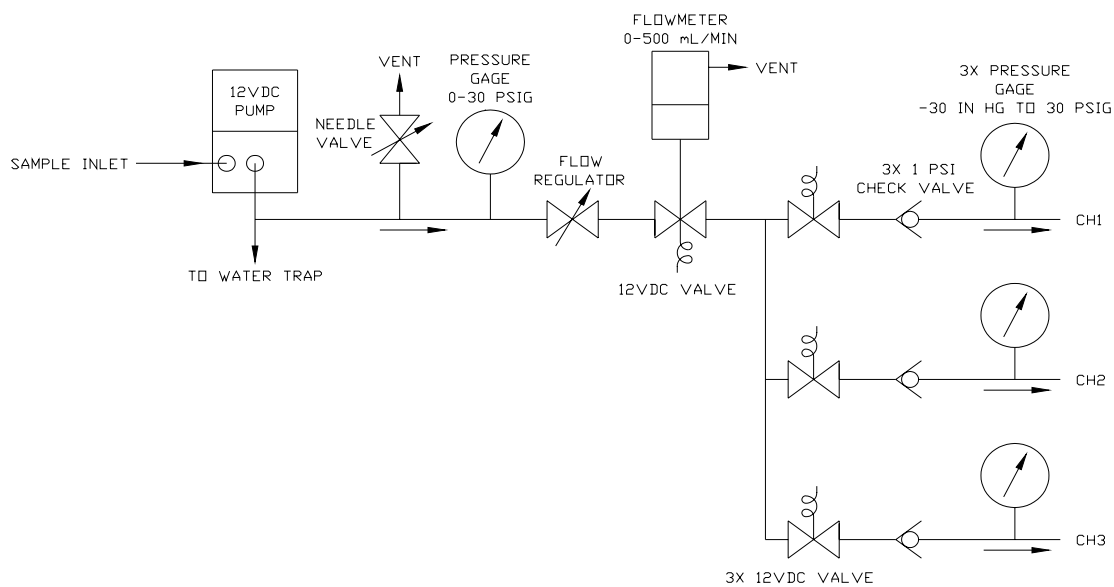 FLOWMETER
0-500 mL/MIN
VENT
VENT
PRESSURE
GAGE
0-30 PSIG
3X PRESSURE
GAGE
-30 IN HG TO 30 PSIG
12VDC
PUMP
NEEDLE
VALVE
SAMPLE INLET
FLOW
REGULATOR
3X 1 PSI
CHECK VALVE
CH1
TO WATER TRAP
12VDC VALVE
CH2
CH3
3X 12VDC VALVE